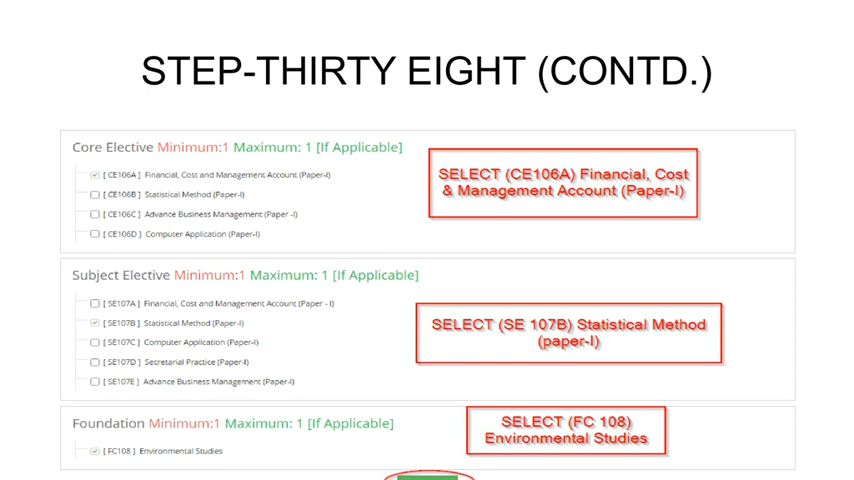 STEP-THIRTY EIGHT (CONTD.)
Core Elective Minimum:1 Maximum: 1 [If Applicable]
[ CE106A ] Financial, Cost and Management Account (Paper-I)
[ CE106B ] Statistical Method (Paper-I)
[ CE106C ] Advance Business Management (Paper -I)
[ CE106D ] Computer Application (Paper-I)
SELECT (CE106A) Financial, Cost
& Management Account (Paper-I)
Subject Elective Minimum:1 Maximum: 1 [If Applicable]
[ SE107A ] Financial, Cost and Management Account (Paper - I)
[ SE107B ] Statistical Method (Paper-I)
[ SE107C ] Computer Application (Paper-I)
[ SE107D ] Secretarial Practice (Paper-I)
[ SE107E ] Advance Business Management (Paper-I)
SELECT (SE 107B) Statistical Method
(paper-I)
Foundation Minimum:1 Maximum: 1 [If Applicable]
[ FC108 ] Environmental Studies
SELECT (FC 108)
Environmental Studies